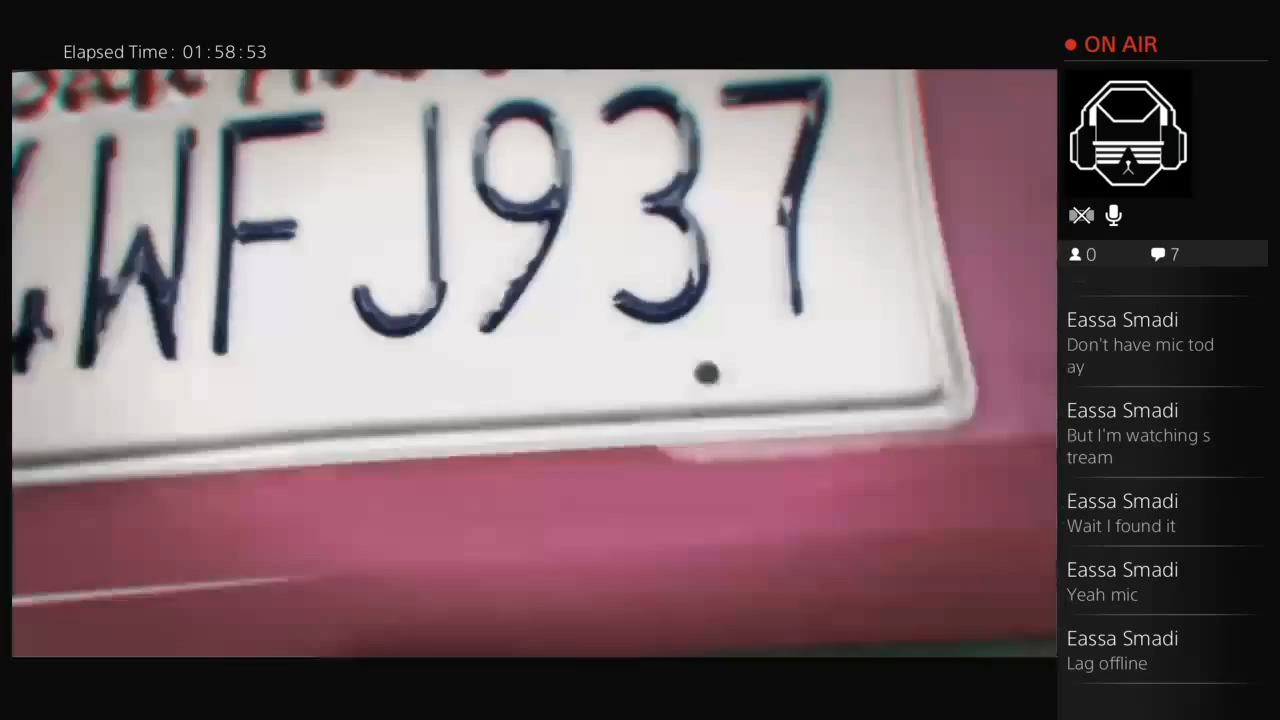 Elapsed Time: 01:58:53
ON AIR
WF J937
0
7
Eassa Smadi
Don't have mic tod
ay
Eassa Smadi
But I'm watching s
tream
Eassa Smadi
Wait I found it
Eassa Smadi
Yeah mic
Eassa Smadi
Lag offline